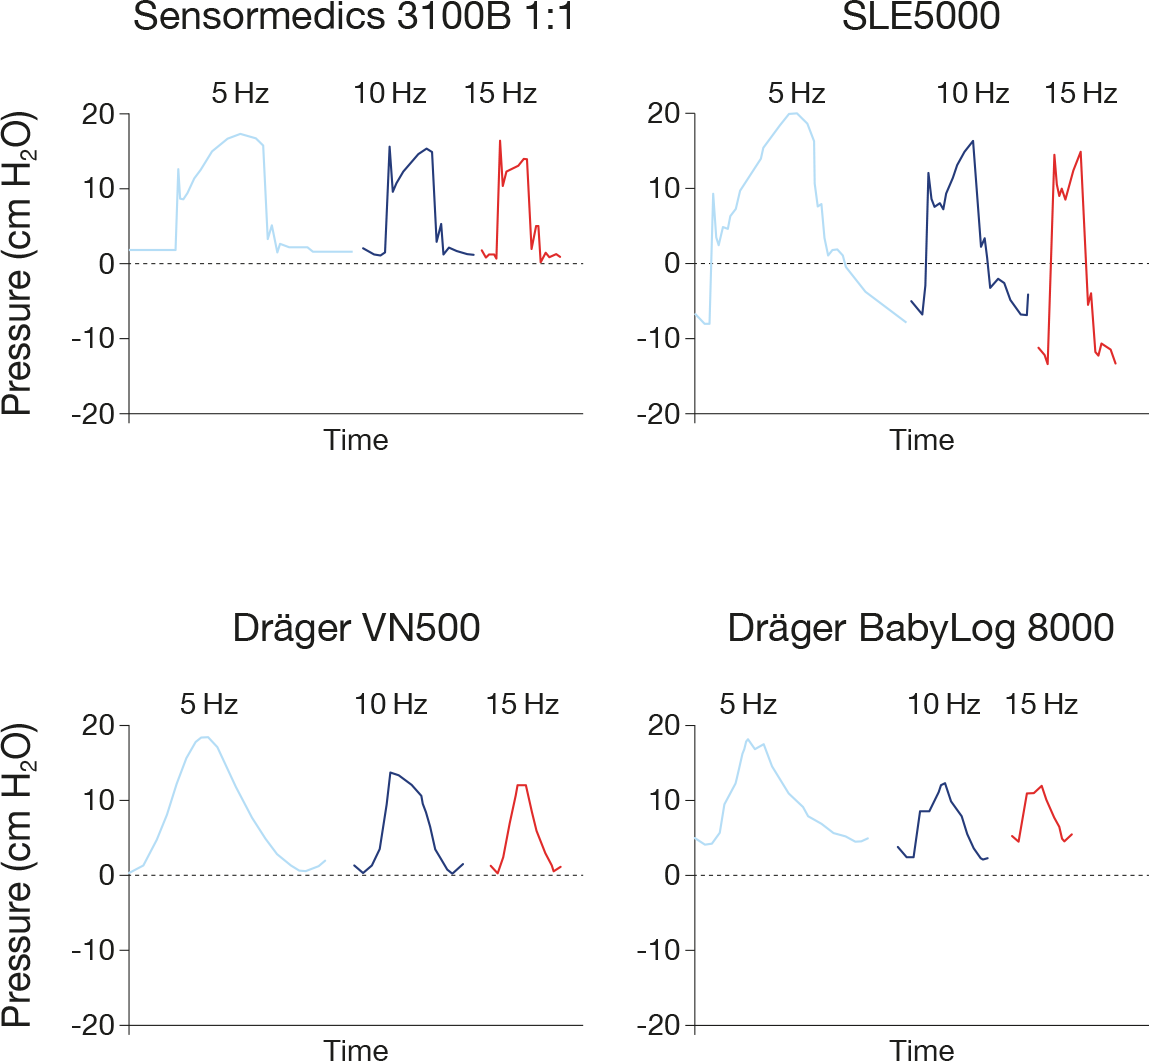 Sensormedics 3100B 1:1
5 Hz 10 Hz 15 Hz
20
10
0
-10
-20
Pressure (cm H₂O)
Time
SLE5000
5 Hz 10 Hz 15 Hz
20
10
0
-10
-20
Time
Dräger VN500
5 Hz 10 Hz 15 Hz
20
10
0
-10
-20
Pressure (cm H₂O)
Time
Dräger BabyLog 8000
5 Hz 10 Hz 15 Hz
20
10
0
-10
-20
Time